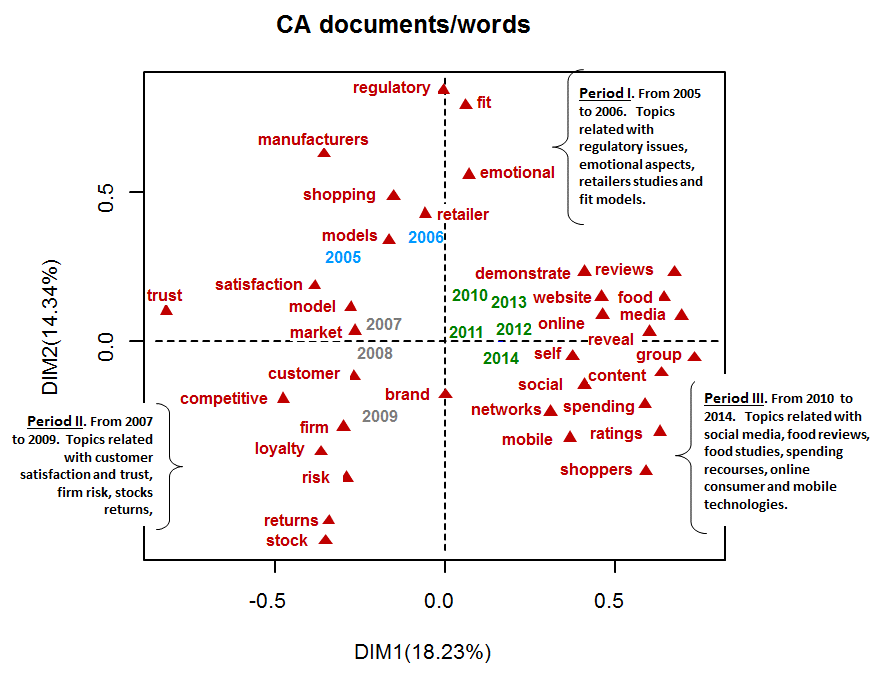 CA documents/words
regulatory
fit
Period I. From 2005
to 2006. Topics
related with
regulatory issues,
emotional aspects,
retailers studies and
fit models.
manufacturers
emotional
shopping
0.5
retailer
models
2006
2005
demonstrate
reviews
satisfaction
trust
2010
2013
website
food
model
media
2007
online
market
2011
2012
reveal
0.0
2008
2014
self
group
customer
content
social
competitive
brand
networks
spending
Period III. From 2010 to
2014. Topics related with
social media, food reviews,
food studies, spending
recourses, online
consumer and mobile
technologies.
2009
Period II. From 2007
to 2009. Topics related
with customer
satisfaction and trust,
firm risk, stocks
returns,
firm
mobile
ratings
loyalty
risk
shoppers
returns
stock
DIM2(14.34%)
-0.5
0.0
0.5
DIM1(18.23%)